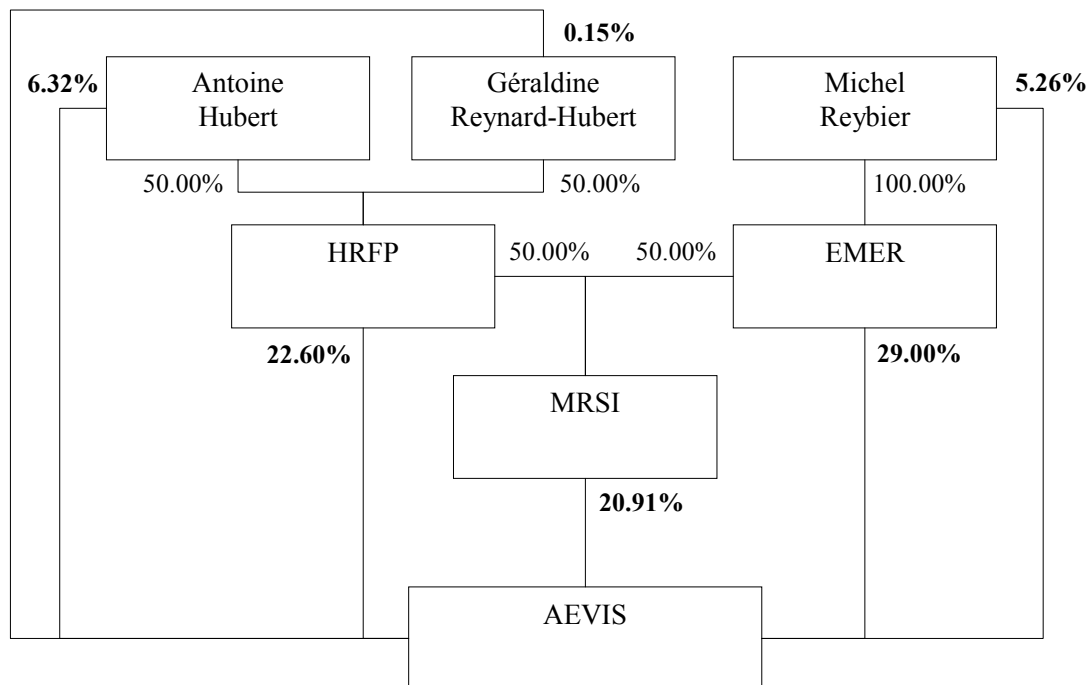 0.15%
6.32%
Antoine
Hubert
Géraldine
Reynard-Hubert
Michel
Reybier
5.26%
50.00%
50.00%
100.00%
HRFP
50.00%
50.00%
EMER
22.60%
29.00%
MRSI
20.91%
AEVIS